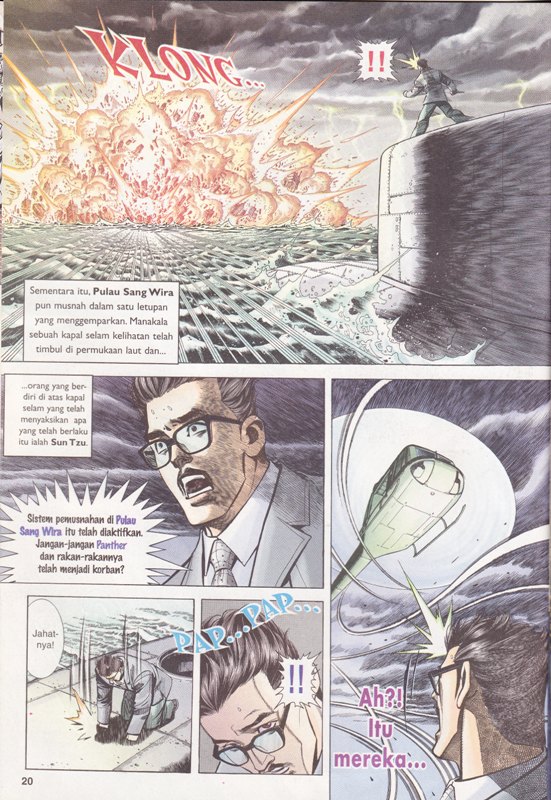 KLONG...
!!
Sementara itu, Pulau Sang Wira
pun musnah dalam satu letupan
yang menggemparkan. Manakala
sebuah kapal selam kelihatan telah
timbul di permukaan laut dan...
...orang yang ber-
diri di atas kapal
selam yang telah
menyaksikan apa
yang telah berlaku
itu ialah Sun Tzu.
Sistem pemusnahan di Pulau
Sang Wira itu telah diaktifkan.
Jangan-jangan Panther
dan rakan-rakannya
telah menjadi korban?
Jahat-
nya!
PAP...PAP...
!!
Ah?!
Itu
mereka...
20